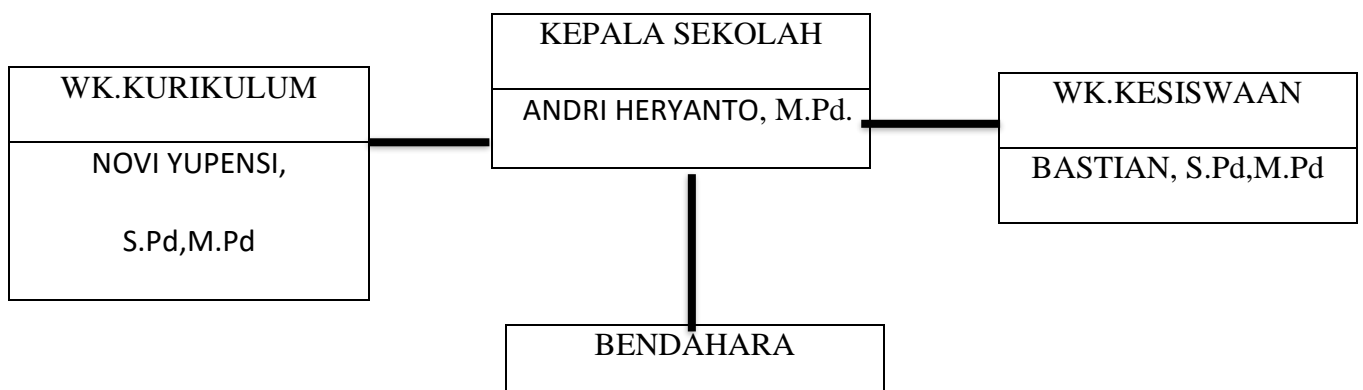 KEPALA SEKOLAH
ANDRI HERYANTO, M.Pd.
WK.KURIKULUM
NOVI YUPENSI,
S.Pd,M.Pd
WK.KESISWAAN
BASTIAN, S.Pd,M.Pd
BENDAHARA